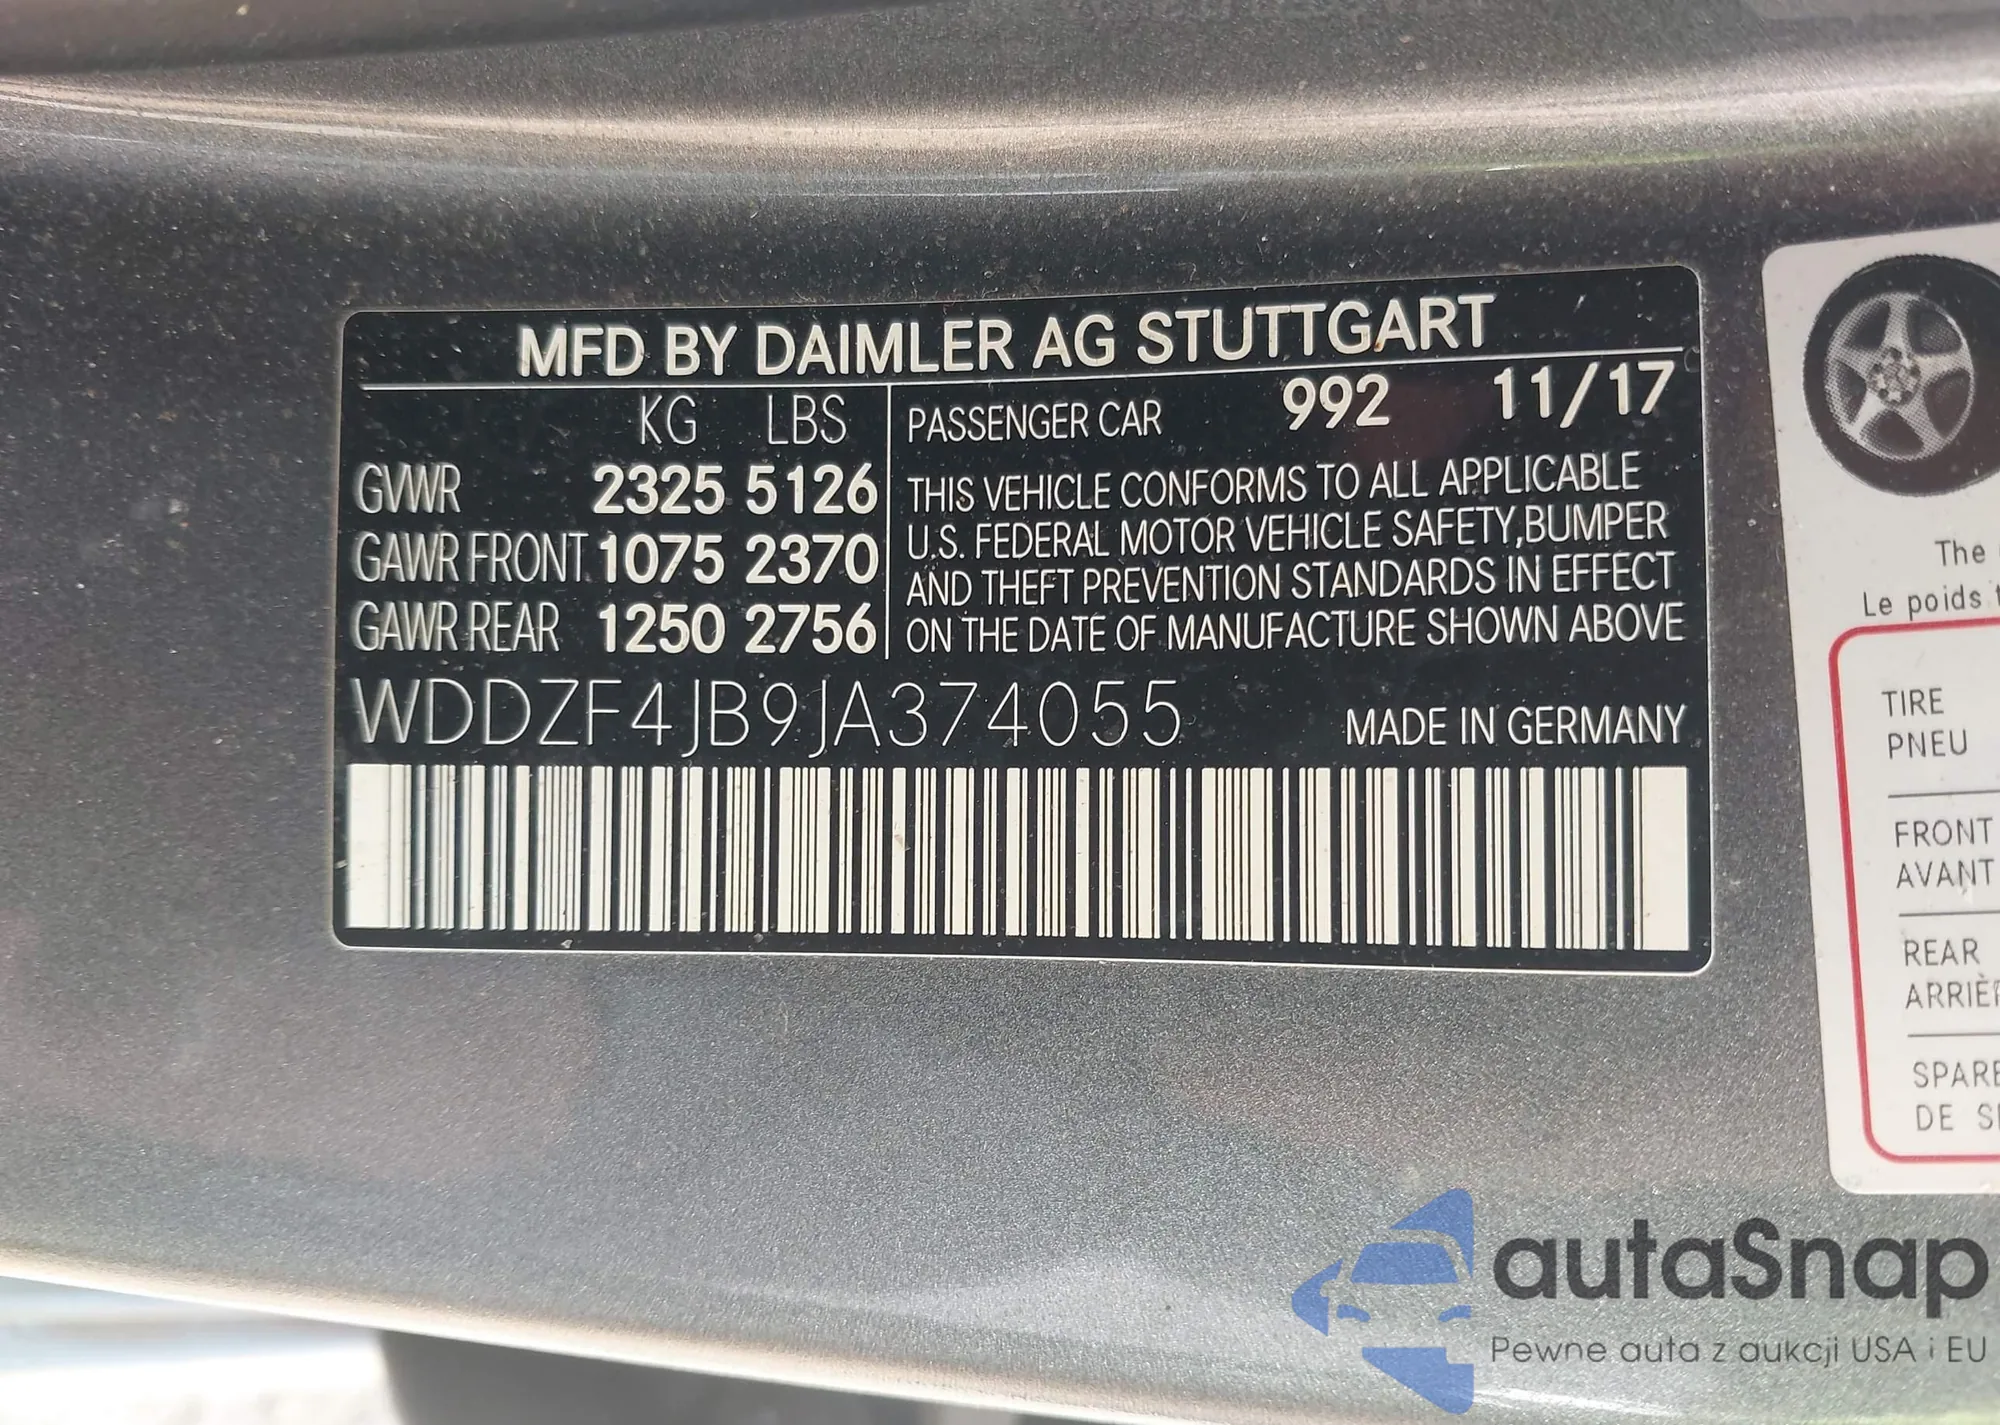 MFD BY DAIMLER AG STUTTGART
KG LBS
GVWR 2325 5126
GAWR FRONT 1075 2370
GAWR REAR 1250 2756
PASSENGER CAR 992 11/17
THIS VEHICLE CONFORMS TO ALL APPLICABLE
U.S. FEDERAL MOTOR VEHICLE SAFETY,BUMPER
AND THEFT PREVENTION STANDARDS IN EFFECT
ON THE DATE OF MANUFACTURE SHOWN ABOVE
WDDZF4JB9JA374055 MADE IN GERMANY
The
Le poids
TIRE
PNEU
FRONT
AVANT
REAR
SPARE
DE
autaSnap
Pewne auta z aukcji USA i EU